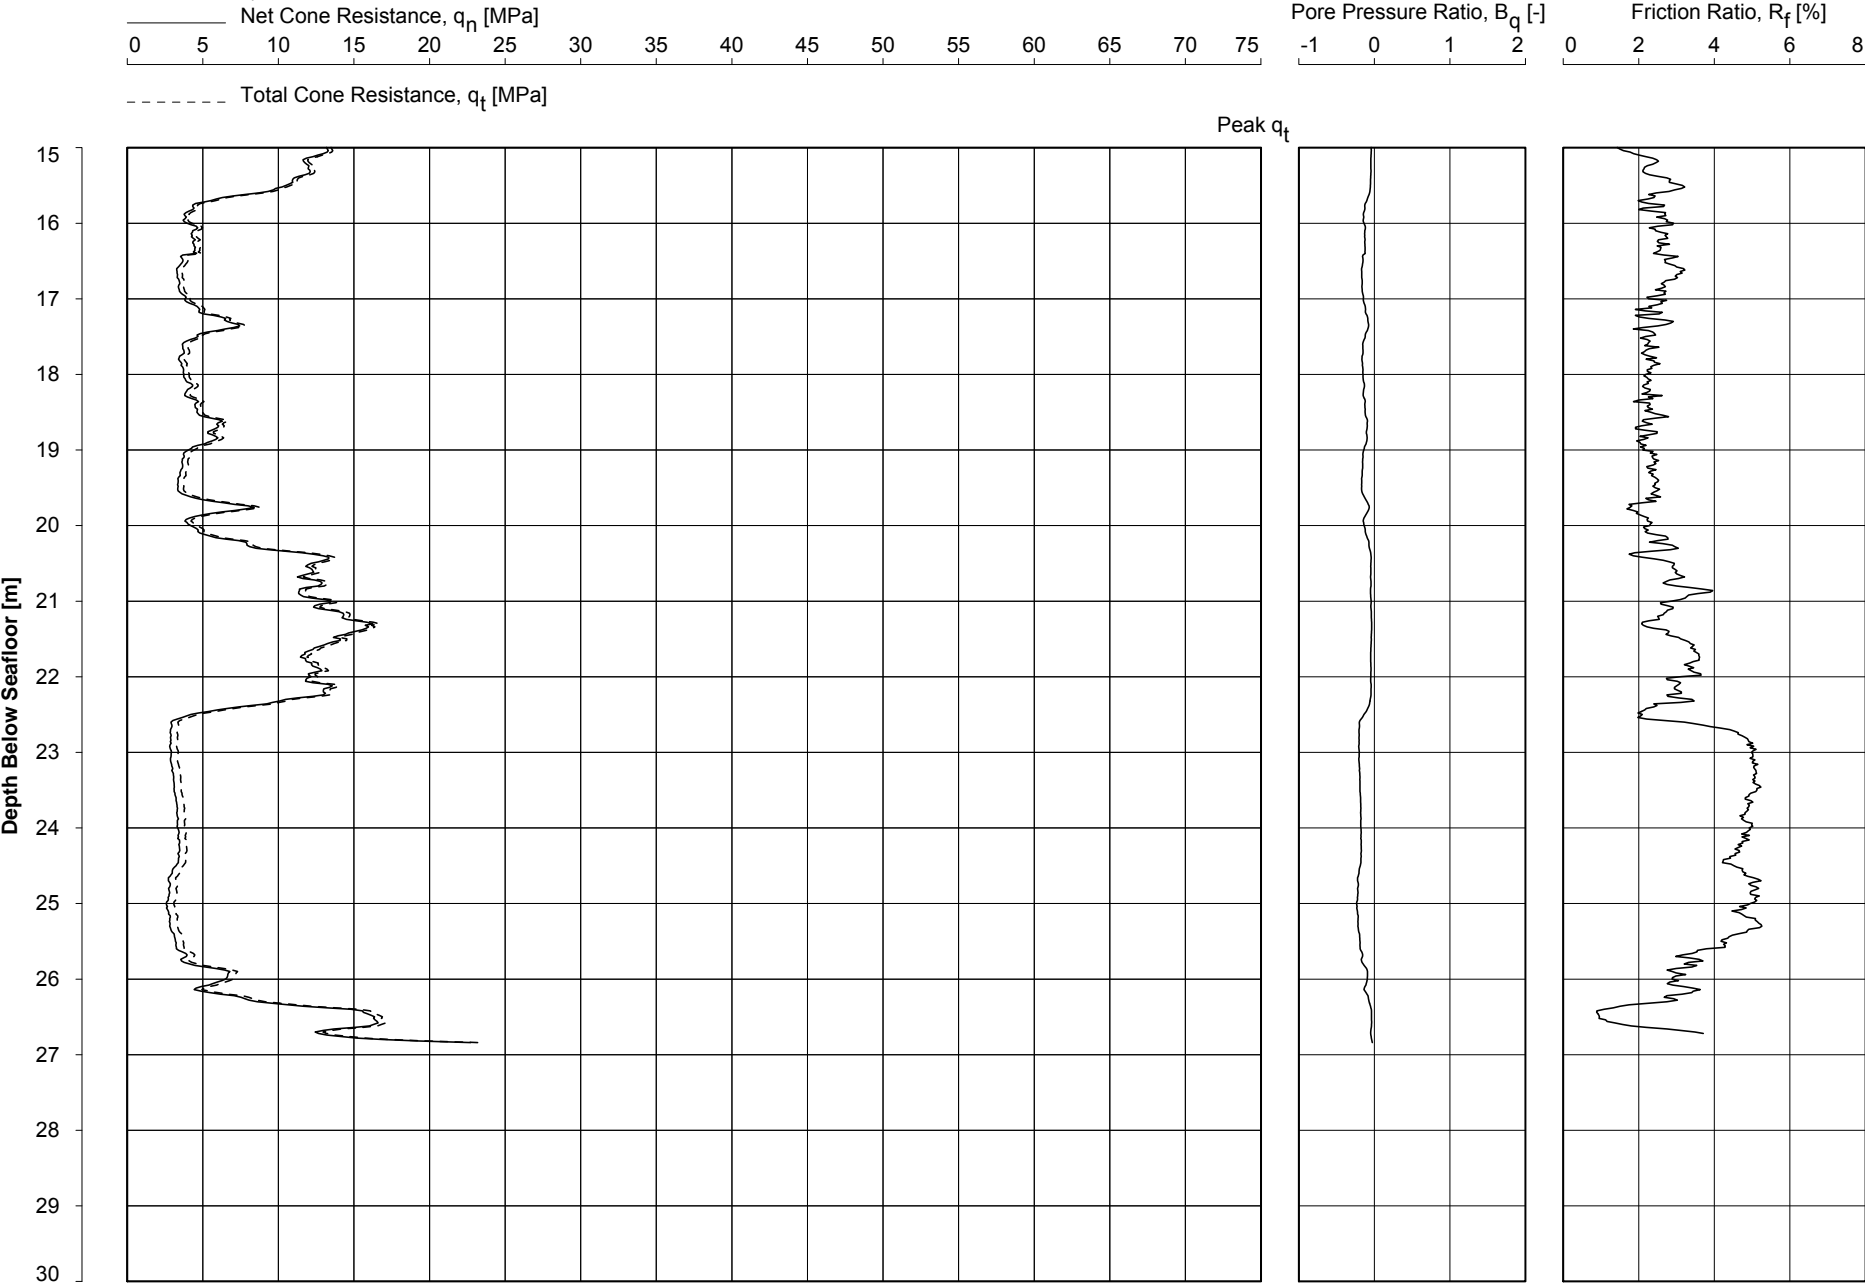 Net Cone Resistance, qn [MPa]
Pore Pressure Ratio, Bq [-]
Friction Ratio, Rf [%]
0 5 10 15 20 25 30 35 40 45 50 55 60 65 70 75
-1 0 1 2
0 2 4 6 8
Total Cone Resistance, qt [MPa]
Peak qt
Depth Below Seafloor [m]
15
16
17
18
19
20
21
22
23
24
25
26
27
28
29
30